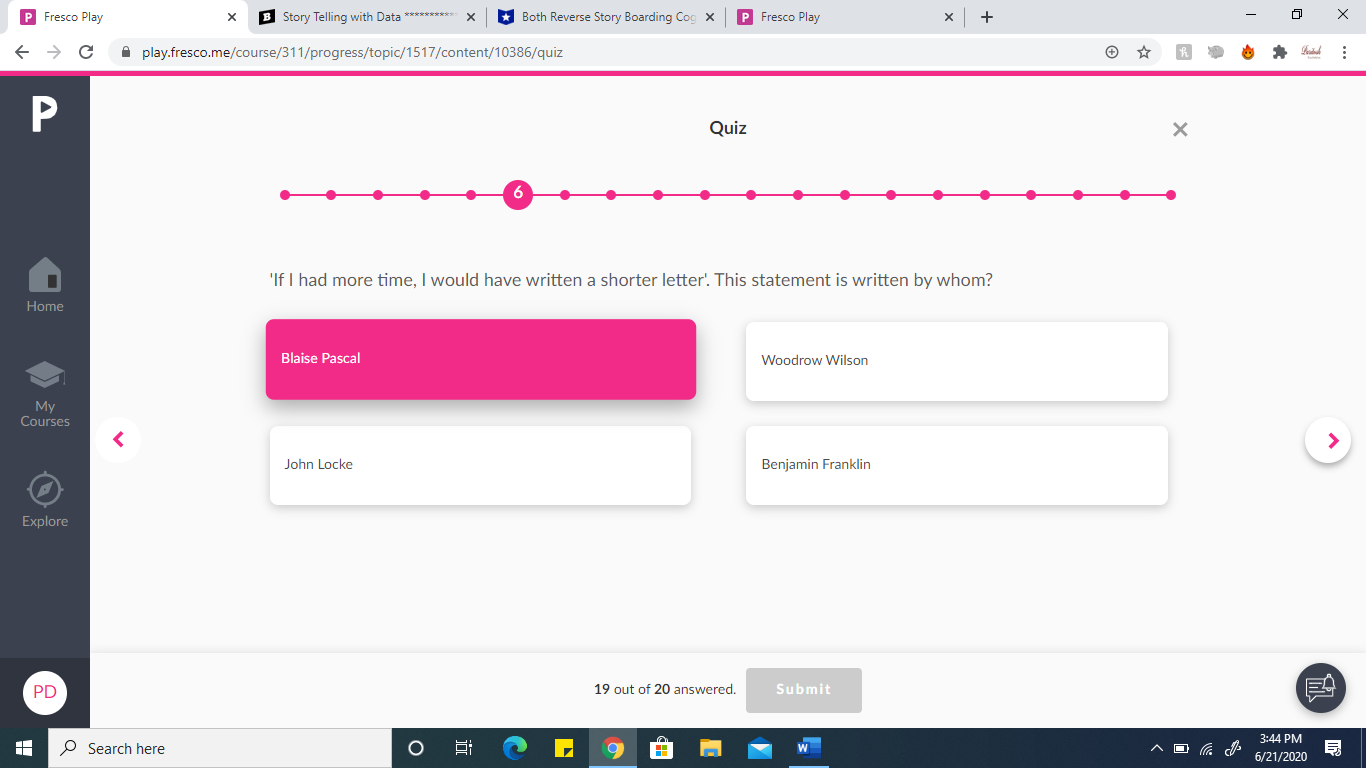 Fresco Play
Story Telling with Data
Both Reverse Story Boarding Cog
Fresco Play
play.fresco.me/course/311/progress/topic/1517/content/10386/quiz
Quiz
6
'If I had more time, I would have written a shorter letter'. This statement is written by whom?
Blaise Pascal
Woodrow Wilson
John Locke
Benjamin Franklin
Home
My
Courses
Explore
PD
19 out of 20 answered.
Submit
Search here
3:44 PM
6/21/2020